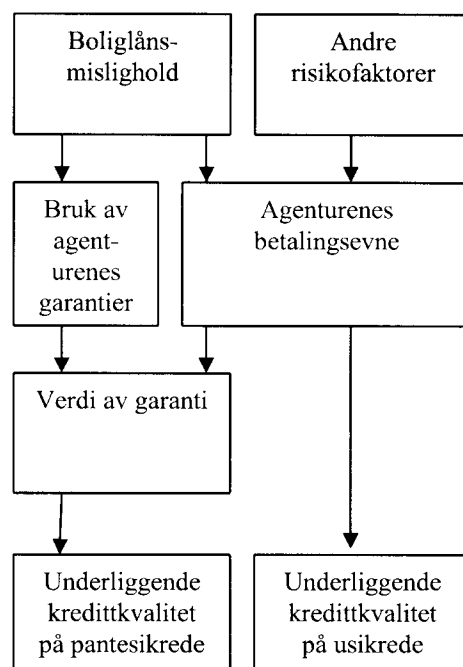 Boliglåns-
mislighold
Andre
risikofaktorer
Bruk av
agent-
urenes
garantier
Agenturenes
betalingsevne
Verdi av garanti
Underliggende
kredittkvalitet
på pantesikrede
Underliggende
kredittkvalitet
på usikrede